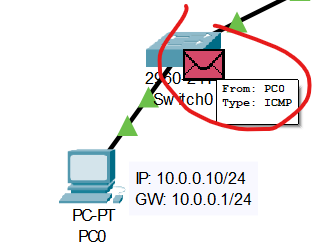 2960-24TT
Switch0
From: PC0
Type: ICMP
IP: 10.0.0.10/24
GW: 10.0.0.1/24
PC-PT
PC0